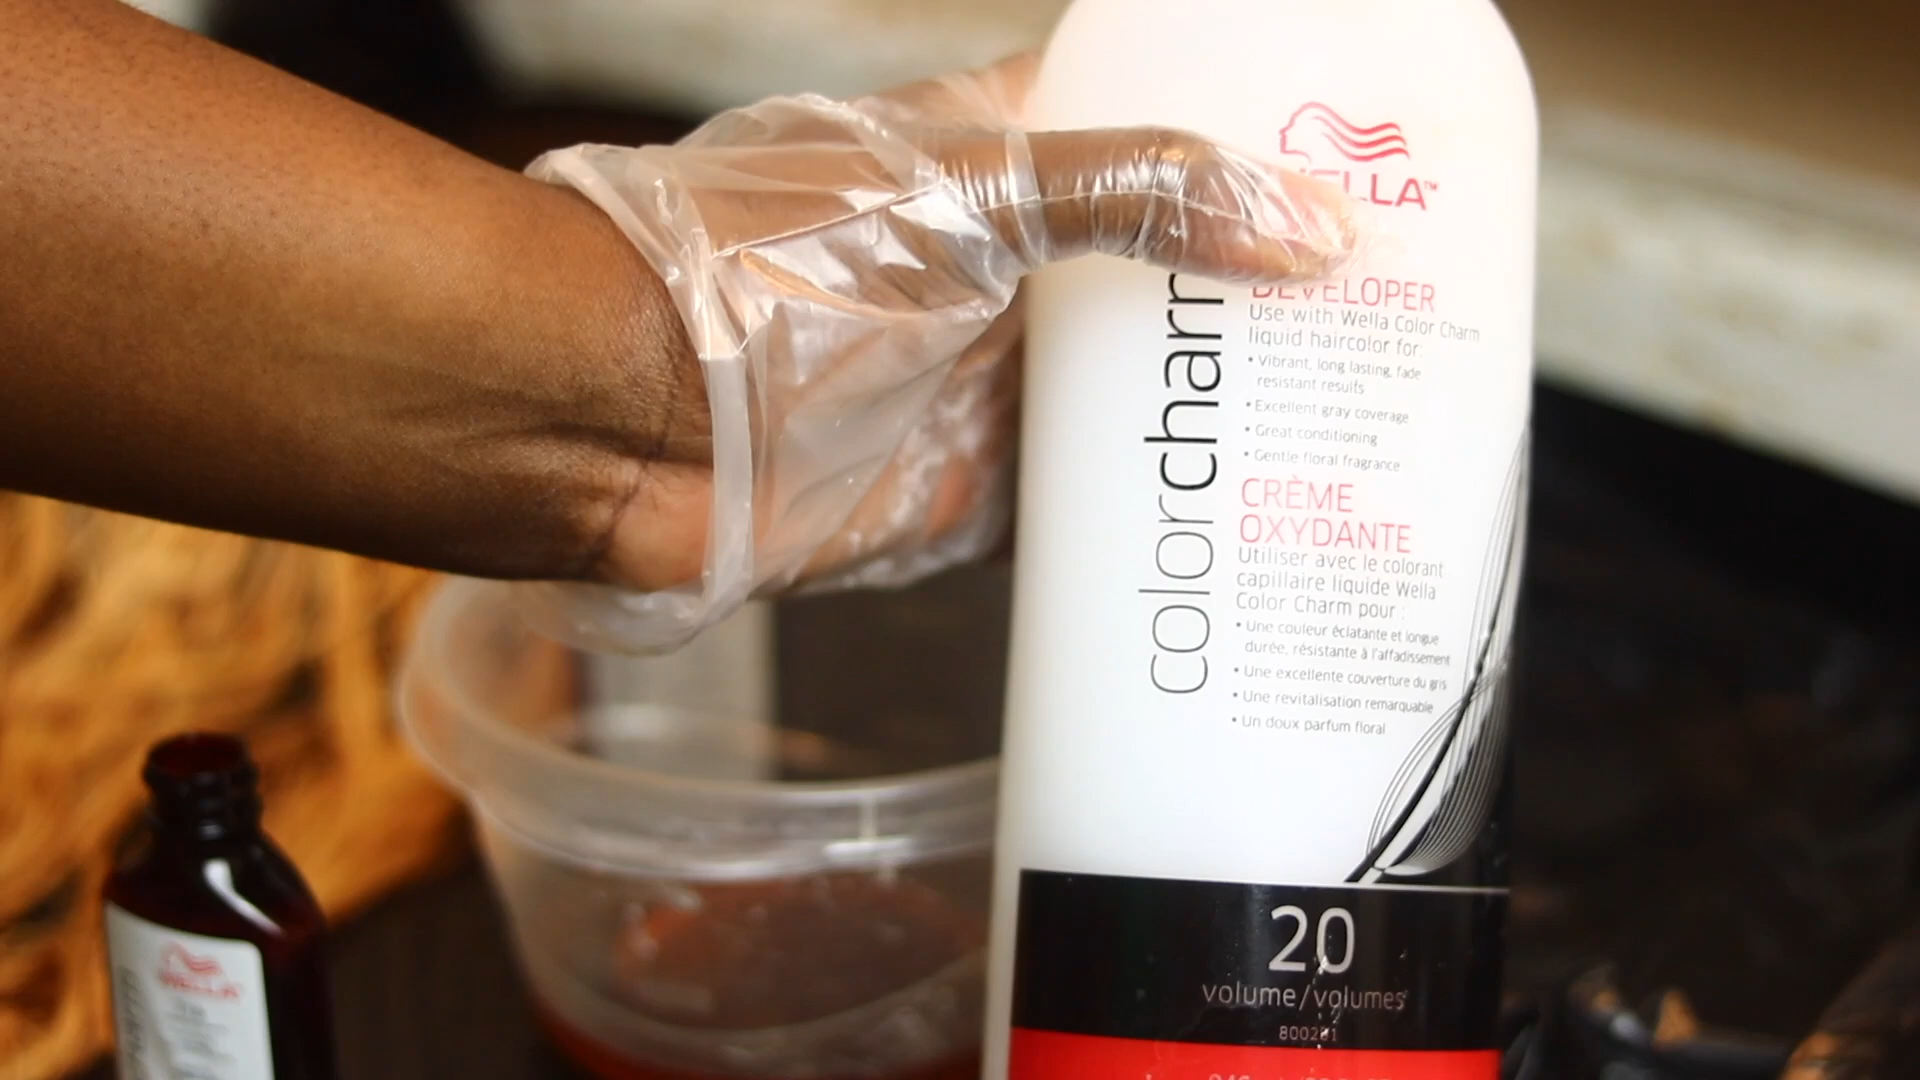 WELLA™
DEVELOPER
Use with Wella Color Charm
liquid haircolor for:
• Vibrant, long lasting, fade
resistant results
• Excellent gray coverage
• Great conditioning
• Gentle floral fragrance
colorcharm
CRÈME
OXYDANTE
Utiliser avec le colorant
capillaire liquide Wella
Color Charm pour :
• Une couleur éclatante et longue
durée, résistante à l'affadissement
• Une excellente couverture du gris
• Une revitalisation remarquable
• Un doux parfum floral
20
volume/volumes
WELLA